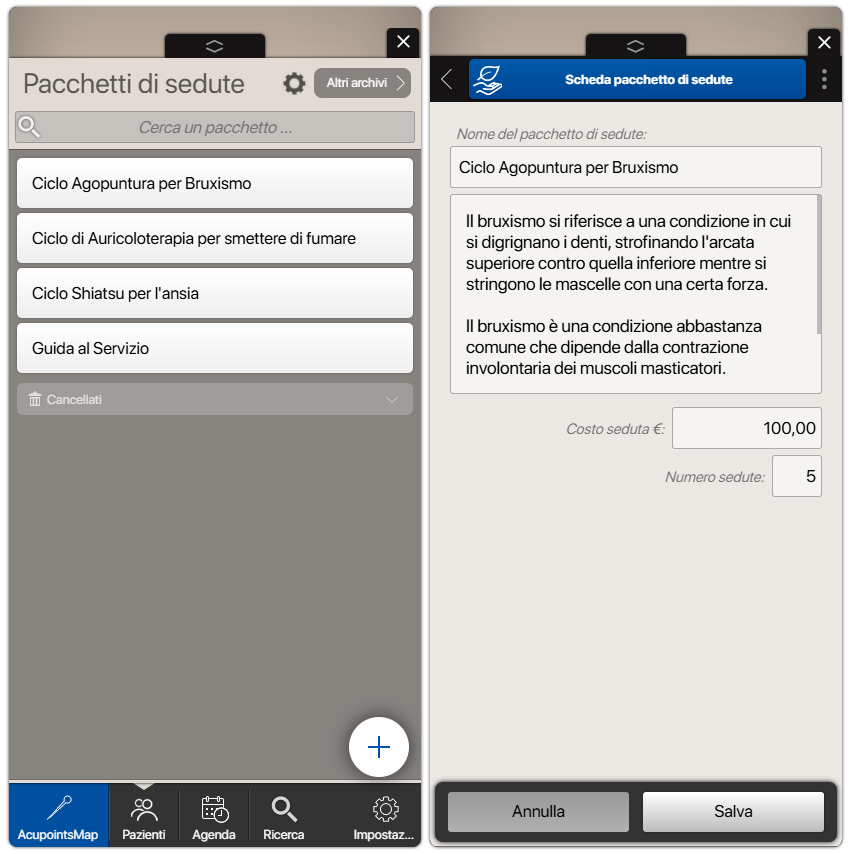 Pacchetti di sedute
Altri archivi
Cerca un pacchetto ...
Ciclo Agopuntura per Bruxismo
Ciclo di Auricoloterapia per smettere di fumare
Ciclo Shiatsu per l'ansia
Guida al Servizio
Cancellati
AcupointsMap
Pazienti
Agenda
Ricerca
Impostaz...
Scheda pacchetto di sedute
Nome del pacchetto di sedute:
Ciclo Agopuntura per Bruxismo
Il bruxismo si riferisce a una condizione in cui
si digrignano i denti, strofinando l'arcata
superiore contro quella inferiore mentre si
stringono le mascelle con una certa forza.
Il bruxismo è una condizione abbastanza
comune che dipende dalla contrazione
involontaria dei muscoli masticatori.
Costo seduta €:
100,00
Numero sedute:
5
Annulla
Salva